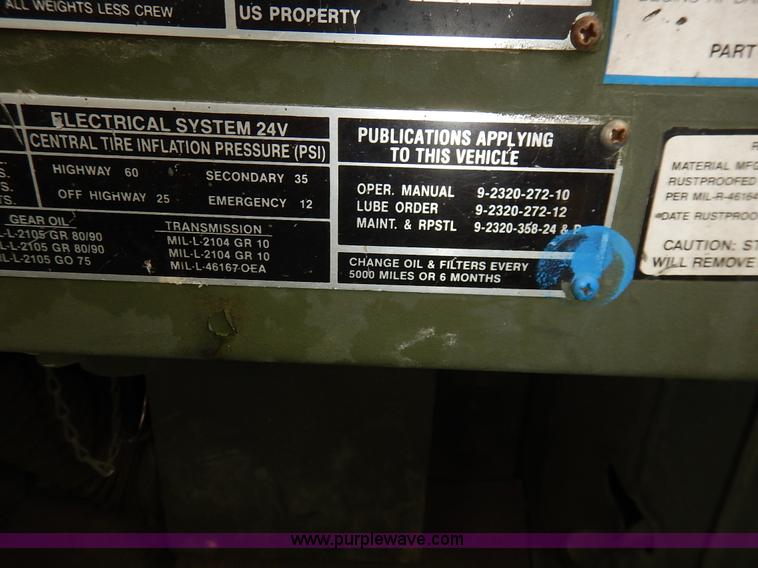 ALL WEIGHTS LESS CREW
US PROPERTY
PART
ELECTRICAL SYSTEM 24V
CENTRAL TIRE INFLATION PRESSURE (PSI)
HIGHWAY 60 SECONDARY 35
OFF HIGHWAY 25 EMERGENCY 12
GEAR OIL TRANSMISSION
L-2105 GR 80/90 MIL-L-2104 GR 10
L-L-2105 GR 80/90 MIL-L-2104 GR 10
IL-L-2105 GO 75 MIL-L-46167 OEA
PUBLICATIONS APPLYING
TO THIS VEHICLE
OPER. MANUAL 9-2320-272-10
LUBE ORDER 9-2320-272-12
MAINT. & RPSTL 9-2320-358-24 & P
CHANGE OIL & FILTERS EVERY
5000 MILES OR 6 MONTHS
MATERIAL MFG
RUSTPROOFED
PER MIL-R-46164
DATE RUSTPROO
CAUTION: ST
WILL REMOVE
www.purplewave.com